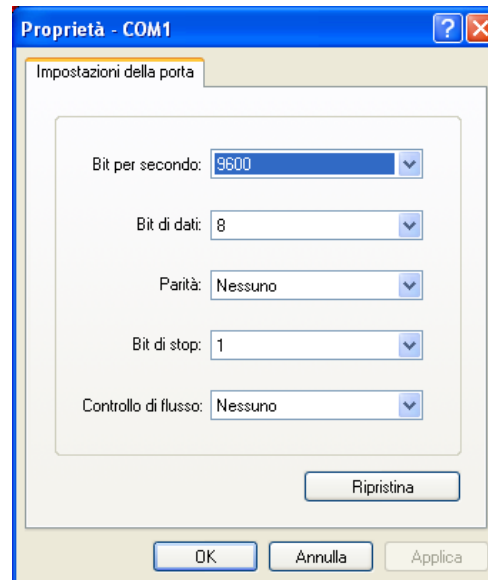 Proprietà - COM1
Impostazioni della porta
Bit per secondo: 9600
Bit di dati: 8
Parità: Nessuno
Bit di stop: 1
Controllo di flusso: Nessuno
Ripristina
OK Annulla Applica